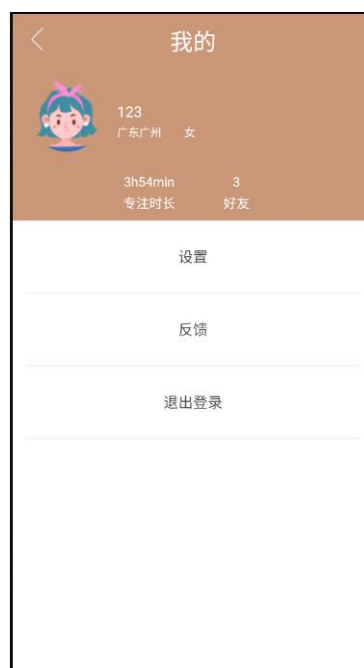 我的
123
广东广州 女
3h54min 3
专注时长 好友
设置
反馈
退出登录